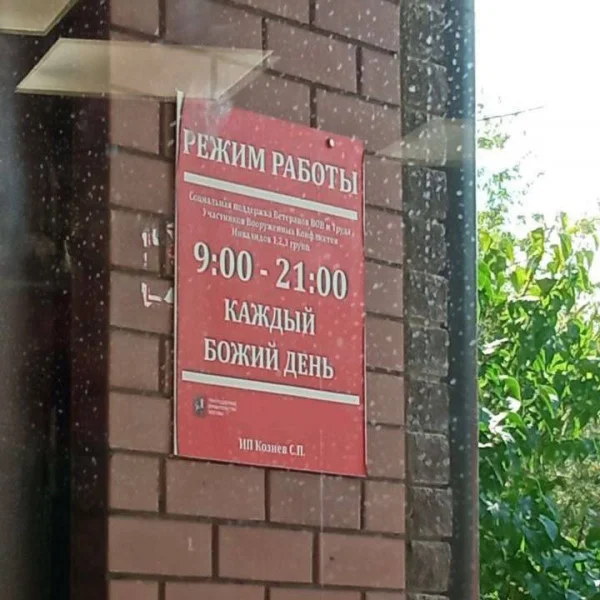 РЕЖИМ РАБОТЫ
Социальная поддержка Ветеранов ВОВ и Труда,
Участников Вооруженных Конфликтов
Инвалидов 1,2,3 групп
9:00 - 21:00
КАЖДЫЙ
БОЖИЙ ДЕНЬ
ИП Козиев С.П.